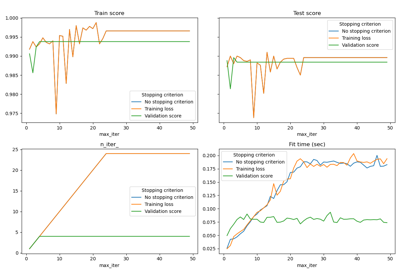 Train score
Test score
1.000
0.995
0.990
0.985
0.980
0.975
Stopping criterion
No stopping criterion
Training loss
Validation score
Stopping criterion
No stopping criterion
Training loss
Validation score
0 10 20 30 40 50
max_iter
0 10 20 30 40 50
max_iter
n_iter_
Fit time (sec)
25
20
15
10
5
0
Stopping criterion
No stopping criterion
Training loss
Validation score
0.200
0.175
0.150
0.125
0.100
0.075
0.050
0.025
Stopping criterion
No stopping criterion
Training loss
Validation score
0 10 20 30 40 50
max_iter
0 10 20 30 40 50
max_iter